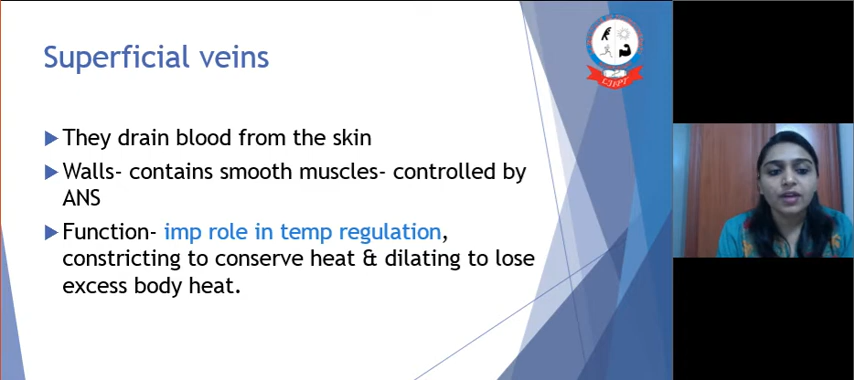 Superficial veins
They drain blood from the skin
Walls- contains smooth muscles- controlled by
ANS
Function- imp role in temp regulation,
constricting to conserve heat & dilating to lose
excess body heat.